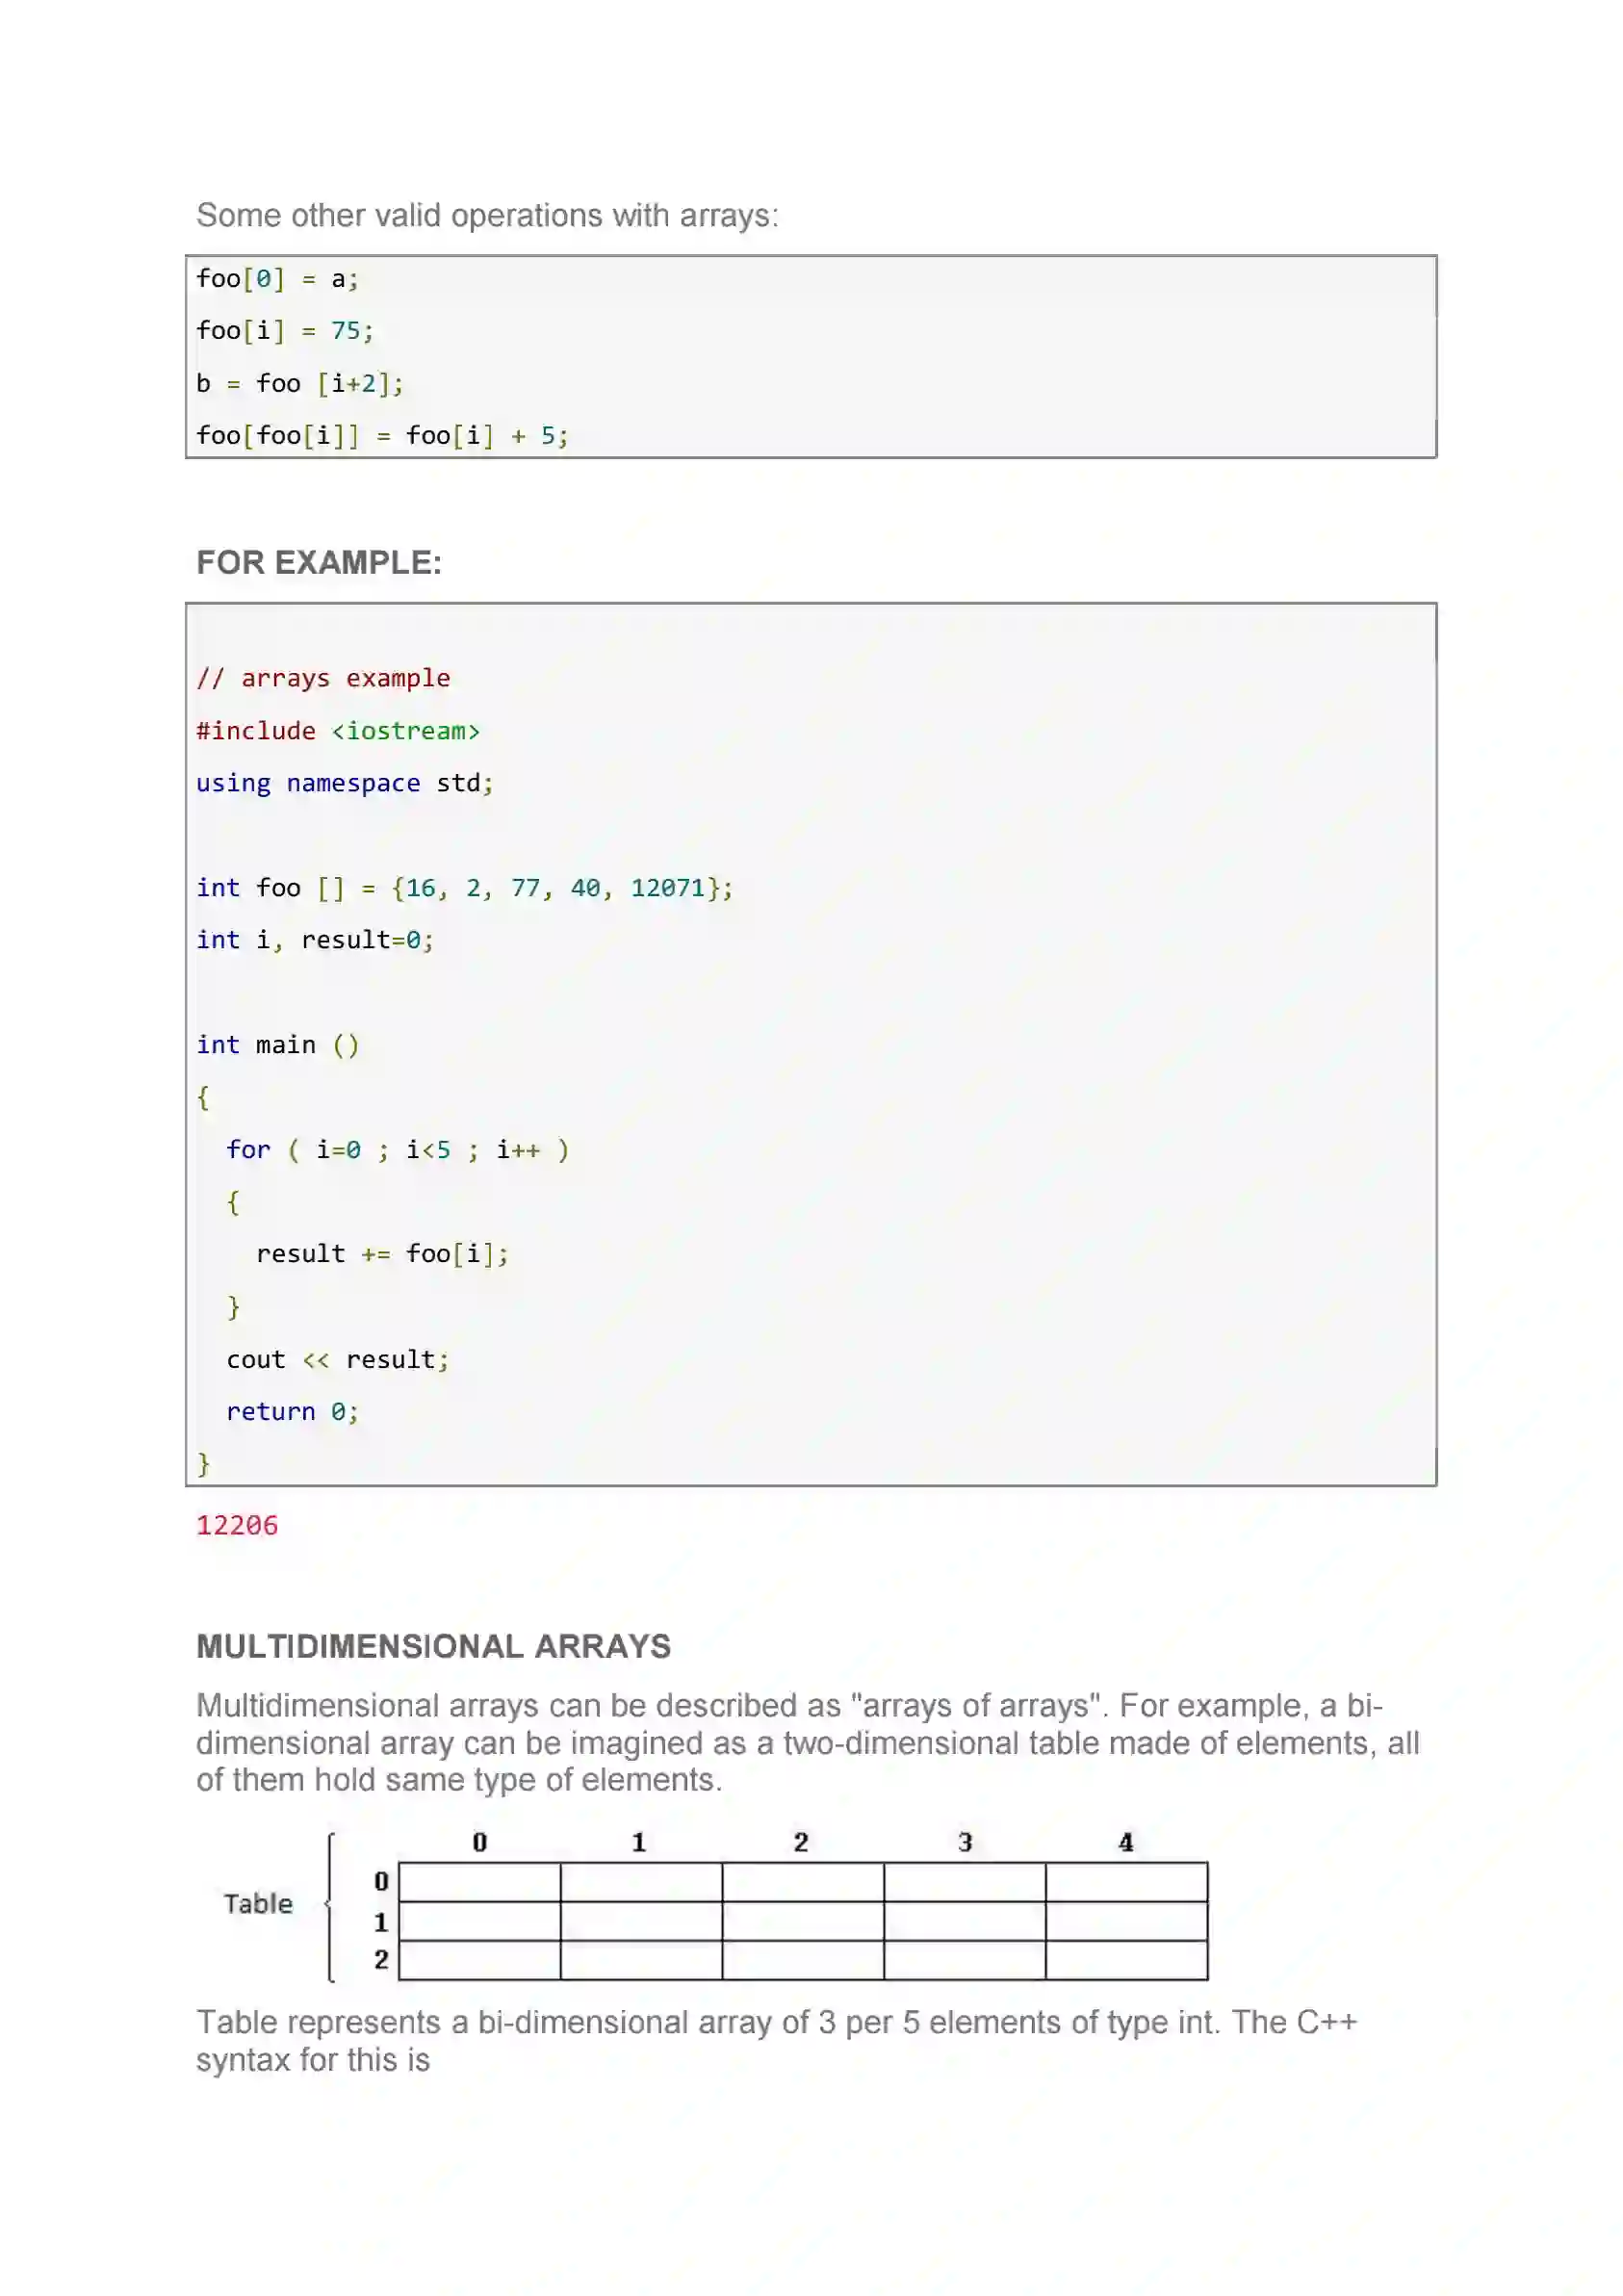 Some other valid operations with arrays:
foo[0] = a;
foo[i] = 75;
b = foo [i+2];
foo[foo[i]] = foo[i] + 5;
FOR EXAMPLE:
// arrays example
#include <iostream>
using namespace std;
int foo [] = {16, 2, 77, 40, 12071};
int i, result=0;
int main ()
{
  for ( i=0 ; i<5 ; i++ )
  {
    result += foo[i];
  }
  cout << result;
  return 0;
}
12206
MULTIDIMENSIONAL ARRAYS
Multidimensional arrays can be described as "arrays of arrays". For example, a bi-
dimensional array can be imagined as a two-dimensional table made of elements, all
of them hold same type of elements.
0 1 2 3 4
0
Table
1
2
Table represents a bi-dimensional array of 3 per 5 elements of type int. The C++
syntax for this is